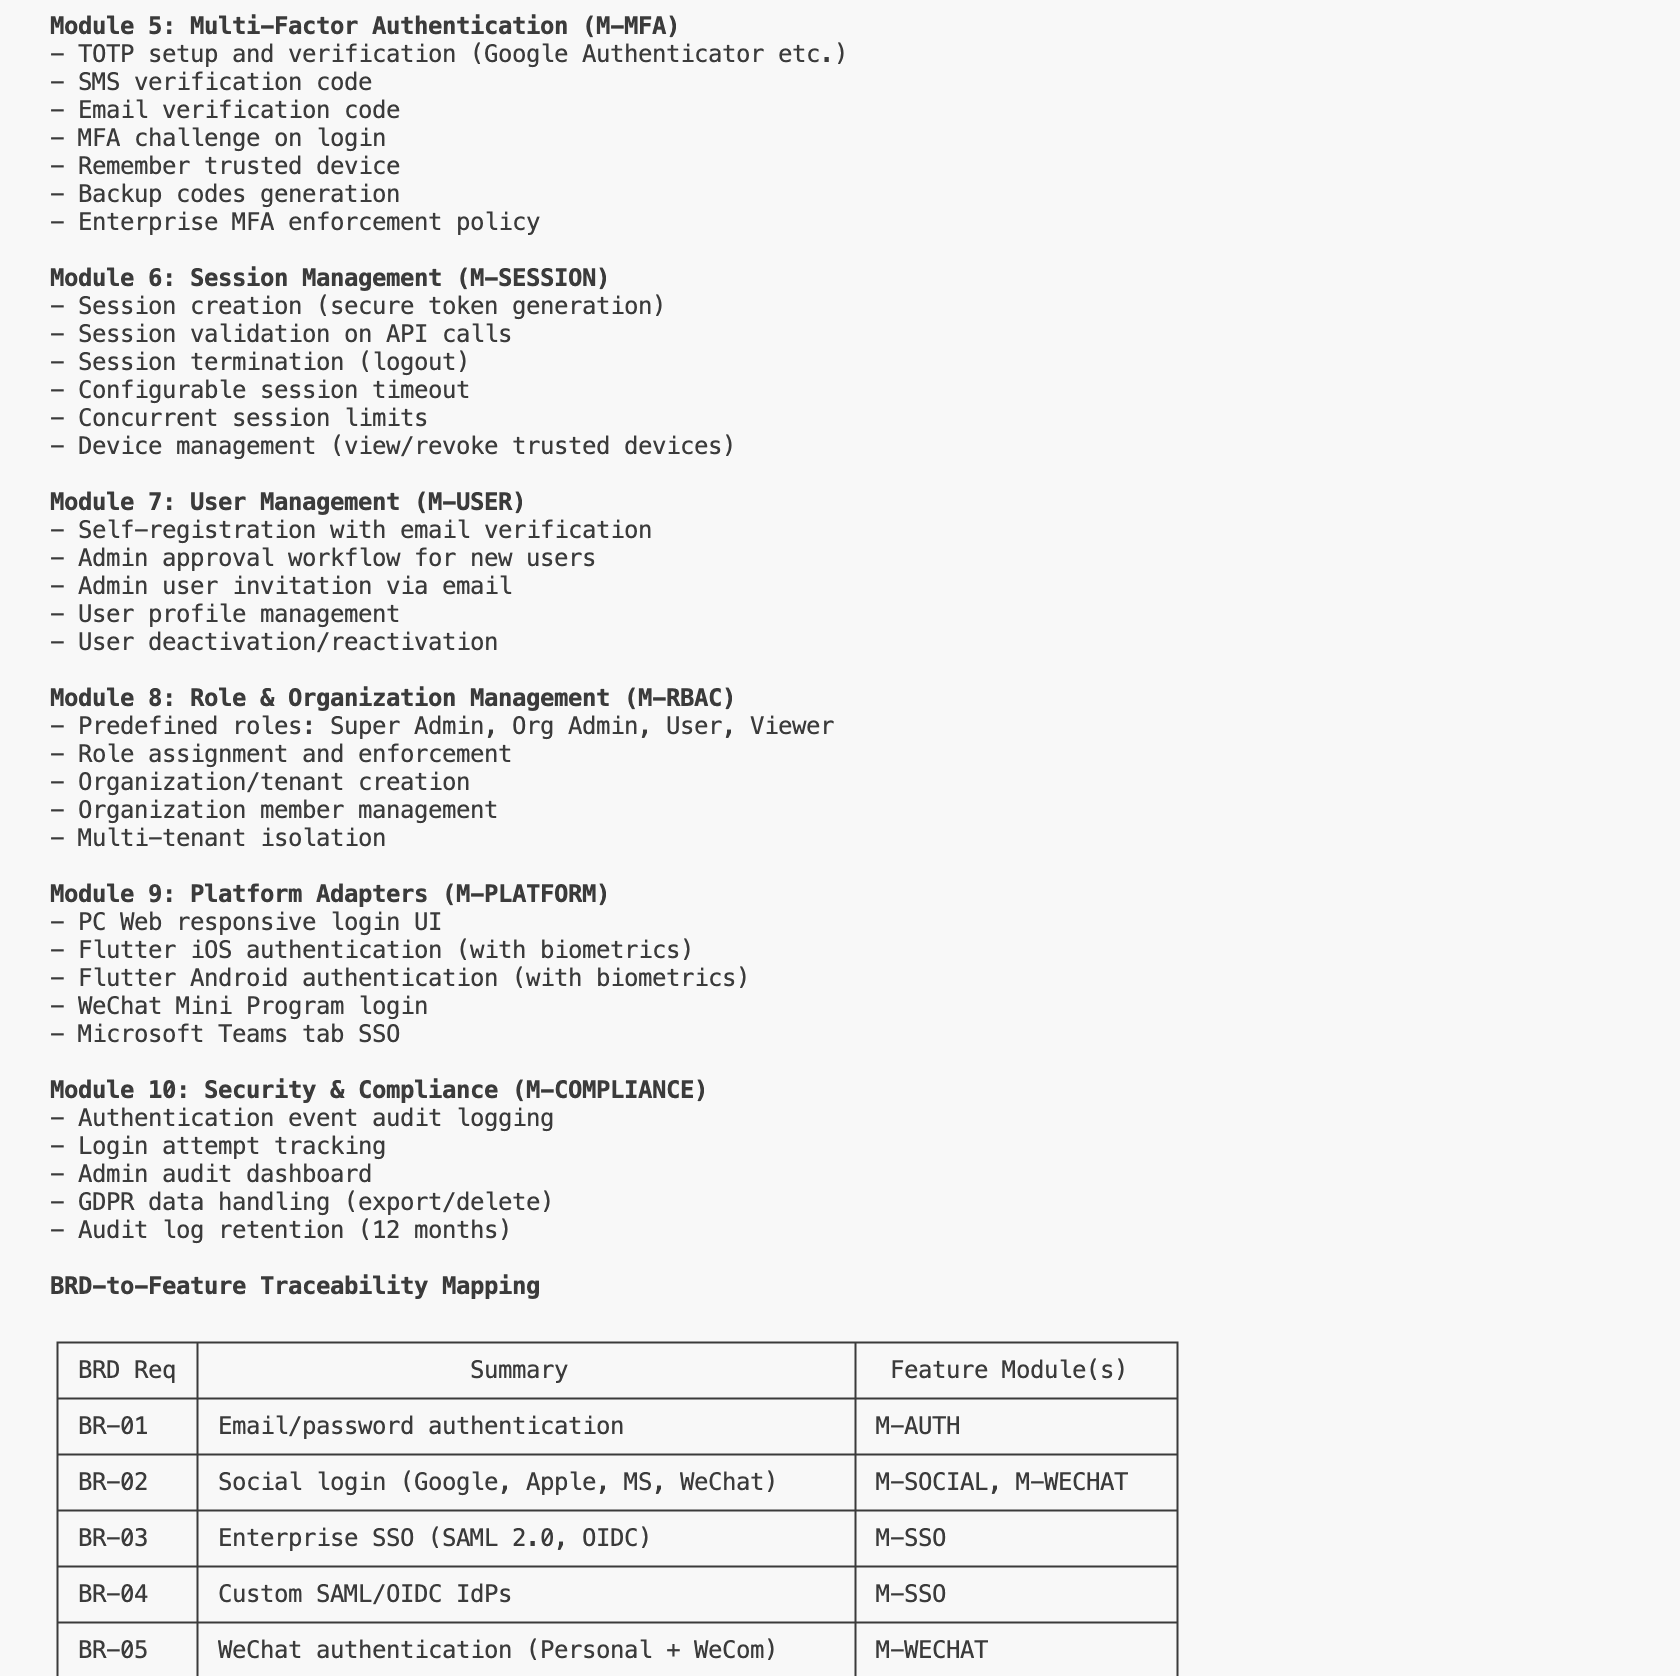 Module 5: Multi-Factor Authentication (M-MFA)
- TOTP setup and verification (Google Authenticator etc.)
- SMS verification code
- Email verification code
- MFA challenge on login
- Remember trusted device
- Backup codes generation
- Enterprise MFA enforcement policy
Module 6: Session Management (M-SESSION)
- Session creation (secure token generation)
- Session validation on API calls
- Session termination (logout)
- Configurable session timeout
- Concurrent session limits
- Device management (view/revoke trusted devices)
Module 7: User Management (M-USER)
- Self-registration with email verification
- Admin approval workflow for new users
- Admin user invitation via email
- User profile management
- User deactivation/reactivation
Module 8: Role & Organization Management (M-RBAC)
- Predefined roles: Super Admin, Org Admin, User, Viewer
- Role assignment and enforcement
- Organization/tenant creation
- Organization member management
- Multi-tenant isolation
Module 9: Platform Adapters (M-PLATFORM)
- PC Web responsive login UI
- Flutter iOS authentication (with biometrics)
- Flutter Android authentication (with biometrics)
- WeChat Mini Program login
- Microsoft Teams tab SSO
Module 10: Security & Compliance (M-COMPLIANCE)
- Authentication event audit logging
- Login attempt tracking
- Admin audit dashboard
- GDPR data handling (export/delete)
- Audit log retention (12 months)
BRD-to-Feature Traceability Mapping
BRD Req Summary Feature Module(s)
BR-01 Email/password authentication M-AUTH
BR-02 Social login (Google, Apple, MS, WeChat) M-SOCIAL, M-WECHAT
BR-03 Enterprise SSO (SAML 2.0, OIDC) M-SSO
BR-04 Custom SAML/OIDC IdPs M-SSO
BR-05 WeChat authentication (Personal + WeCom) M-WECHAT